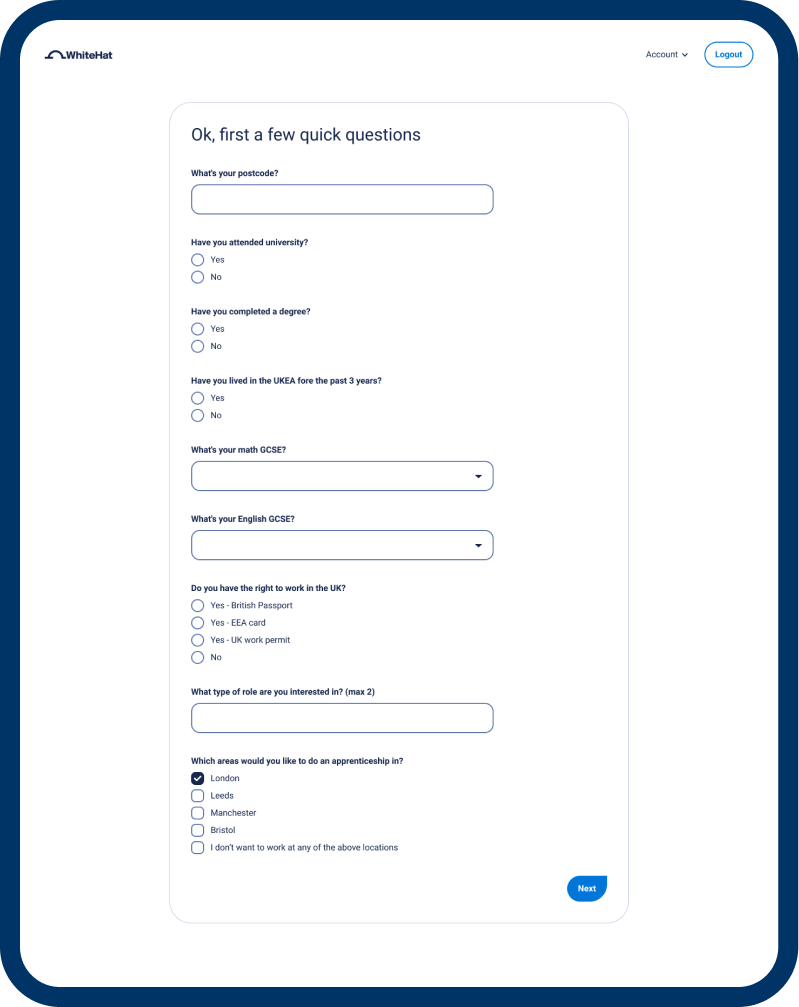 WhiteHat
Account
Logout
Ok, first a few quick questions
What's your postcode?
Have you attended university?
Yes
No
Have you completed a degree?
Yes
No
Have you lived in the UKEA fore the past 3 years?
Yes
No
What's your math GCSE?
What's your English GCSE?
Do you have the right to work in the UK?
Yes - British Passport
Yes - EEA card
Yes - UK work permit
No
What type of role are you interested in? (max 2)
Which areas would you like to do an apprenticeship in?
London
Leeds
Manchester
Bristol
I don't want to work at any of the above locations
Next